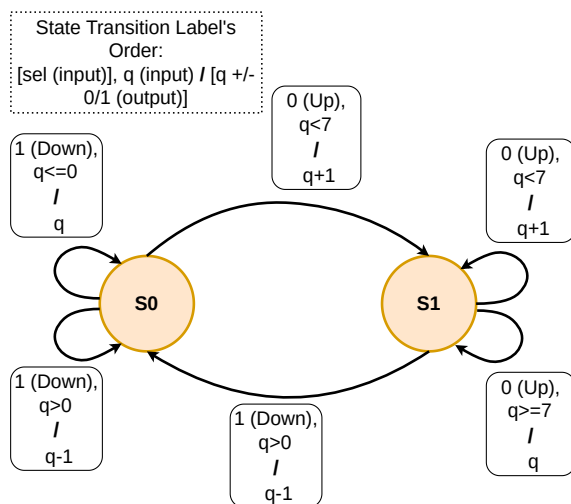 State Transition Label's
Order:
[sel (input)], q (input) / [q +/-
0/1 (output)]
0 (Up),
q<7
/
q+1
1 (Down),
q<=0
/
q
0 (Up),
q<7
/
q+1
S0
S1
1 (Down),
q>0
/
q-1
1 (Down),
q>0
/
q-1
0 (Up),
q>=7
/
q